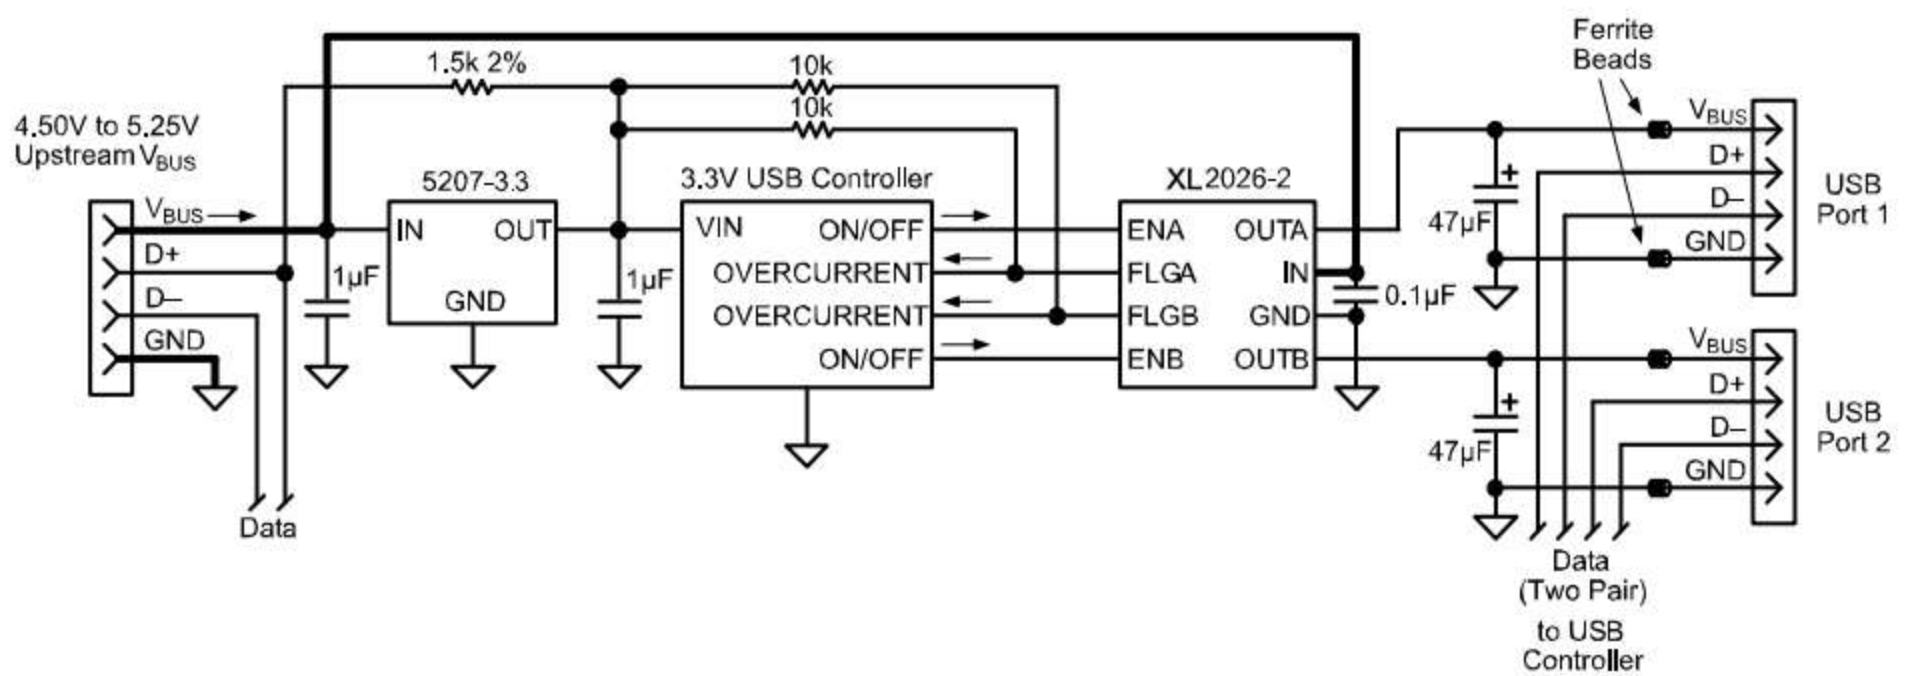 Ferrite
Beads
1.5k 2%
10k
10k
4.50V to 5.25V
Upstream VBUS
5207-3.3
3.3V USB Controller
XL2026-2
VBUS
D+
D–
GND
IN
OUT
GND
1µF
1µF
VIN
ON/OFF
OVERCURRENT
OVERCURRENT
ON/OFF
ENA
OUTA
FLGA
IN
FLGB
GND
ENB
OUTB
0.1µF
+
47µF
VBUS
D+
D–
GND
USB
Port 1
+
47µF
VBUS
D+
D–
GND
USB
Port 2
Data
Data
(Two Pair)
to USB
Controller